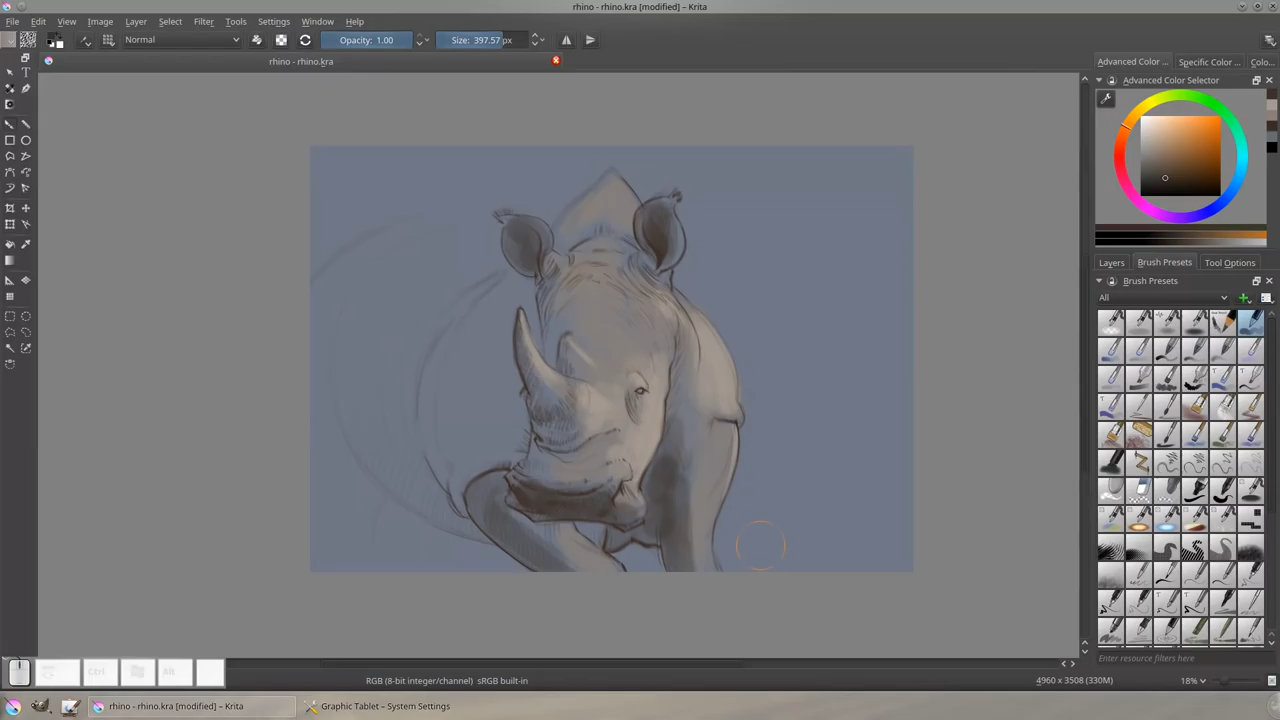 rhino - rhino.kra [modified] – Krita
File Edit View Image Layer Select Filter Tools Settings Window Help
Normal Opacity: 1.00 Size: 397.57 px
rhino - rhino.kra
Advanced Color ... Specific Color ... Colo...
Advanced Color Selector
Layers Brush Presets Tool Options
Brush Presets
All
Enter resource filters here
Ctrl Alt
RGB (8-bit integer/channel) sRGB built-in 4960 x 3508 (330M) 18%
rhino - rhino.kra [modified] – Krita Graphic Tablet – System Settings